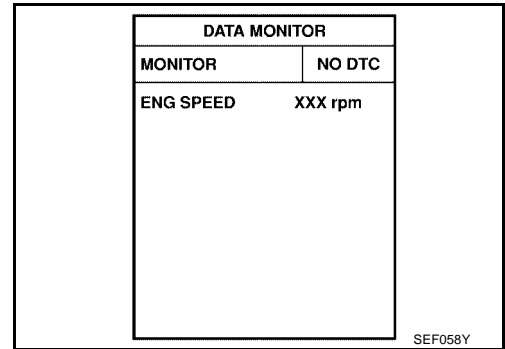 DATA MONITOR
MONITOR NO DTC
ENG SPEED XXX rpm
SEF058Y